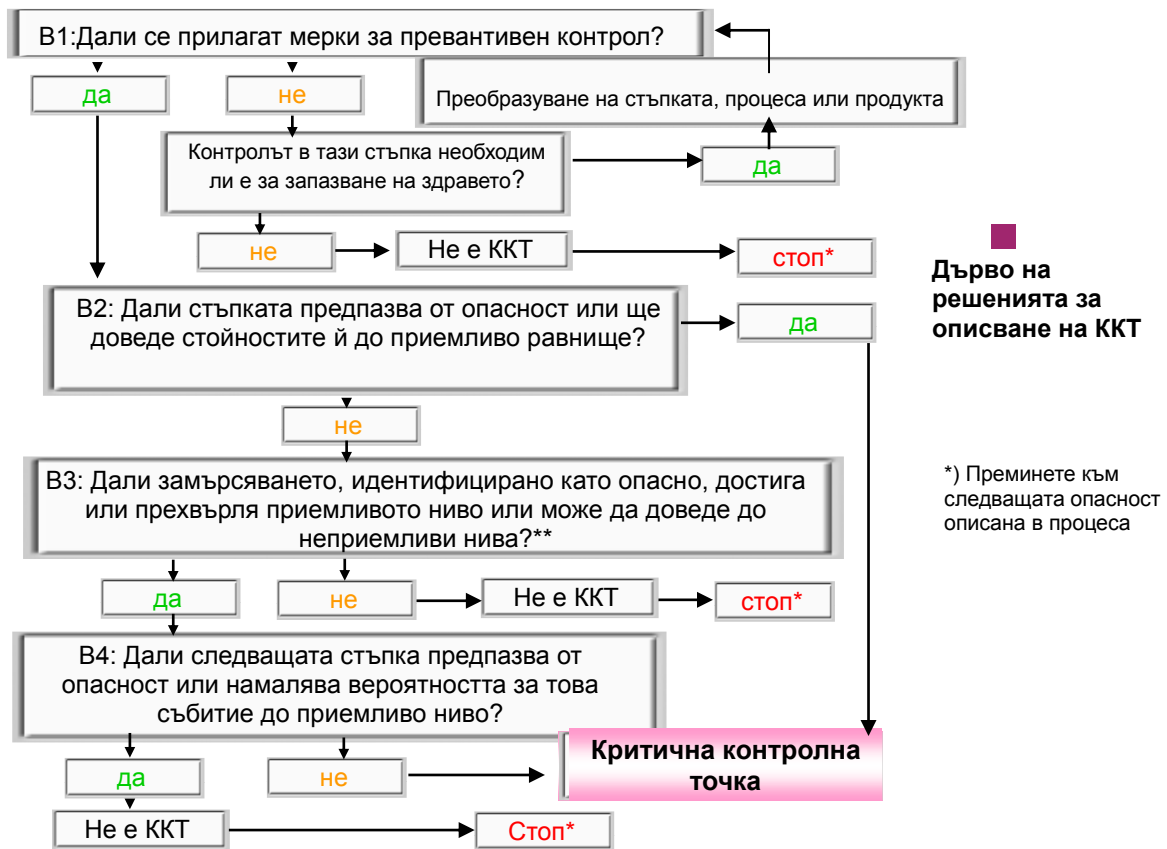 В1:Дали се прилагат мерки за превантивен контрол?
да
не
Преобразуване на стъпката, процеса или продукта
Контролът в тази стъпка необходим
ли е за запазване на здравето?
да
не
Не е ККТ
стоп*
Дърво на
решенията за
описване на ККТ
В2: Дали стъпката предпазва от опасност или ще
доведе стойностите й до приемливо равнище?
да
не
В3: Дали замърсяването, идентифицирано като опасно, достига
или прехвърля приемливото ниво или може да доведе до
неприемливи нива?**
*) Преминете към
следващата опасност
описана в процеса
да
не
Не е ККТ
стоп*
В4: Дали следващата стъпка предпазва от
опасност или намалява вероятността за това
събитие до приемливо ниво?
Критична контролна
точка
да
не
Не е ККТ
Стоп*